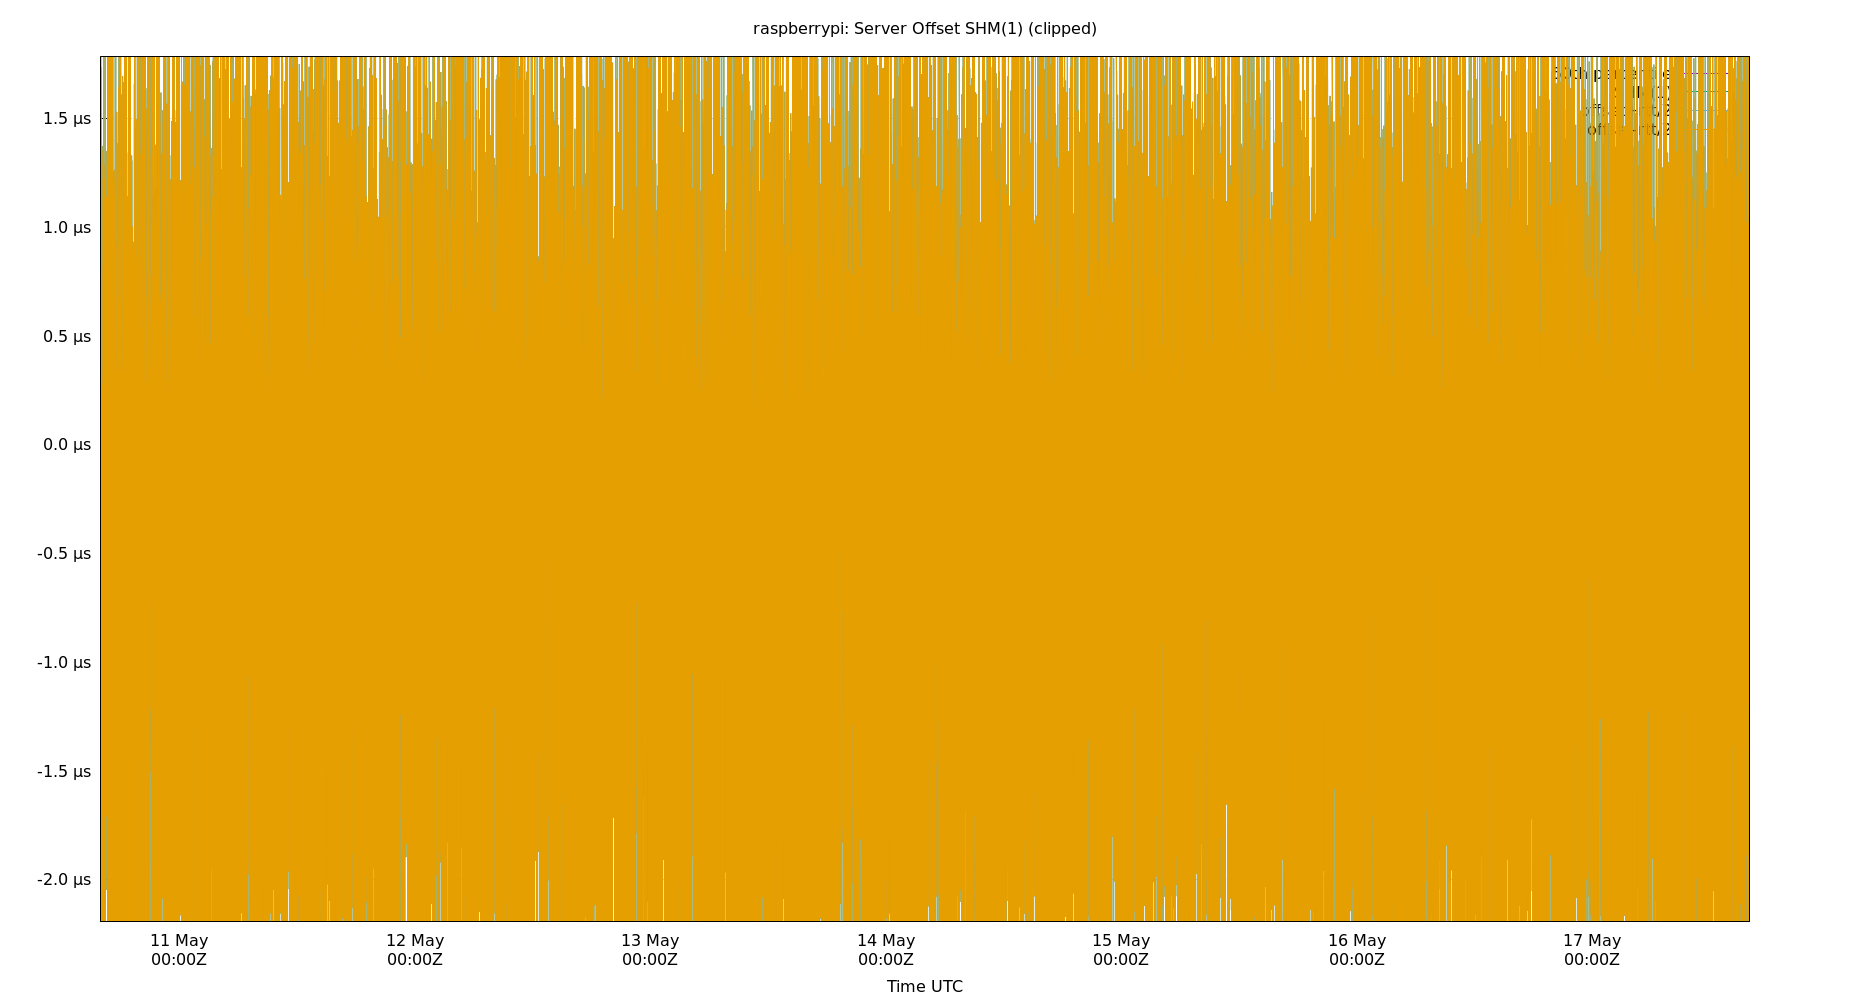 raspberrypi: Server Offset SHM(1) (clipped)
1.5 µs
1.0 µs
0.5 µs
0.0 µs
-0.5 µs
-1.0 µs
-1.5 µs
-2.0 µs
11 May 12 May 13 May 14 May 15 May 16 May 17 May
00:00Z 00:00Z 00:00Z 00:00Z 00:00Z 00:00Z 00:00Z
Time UTC